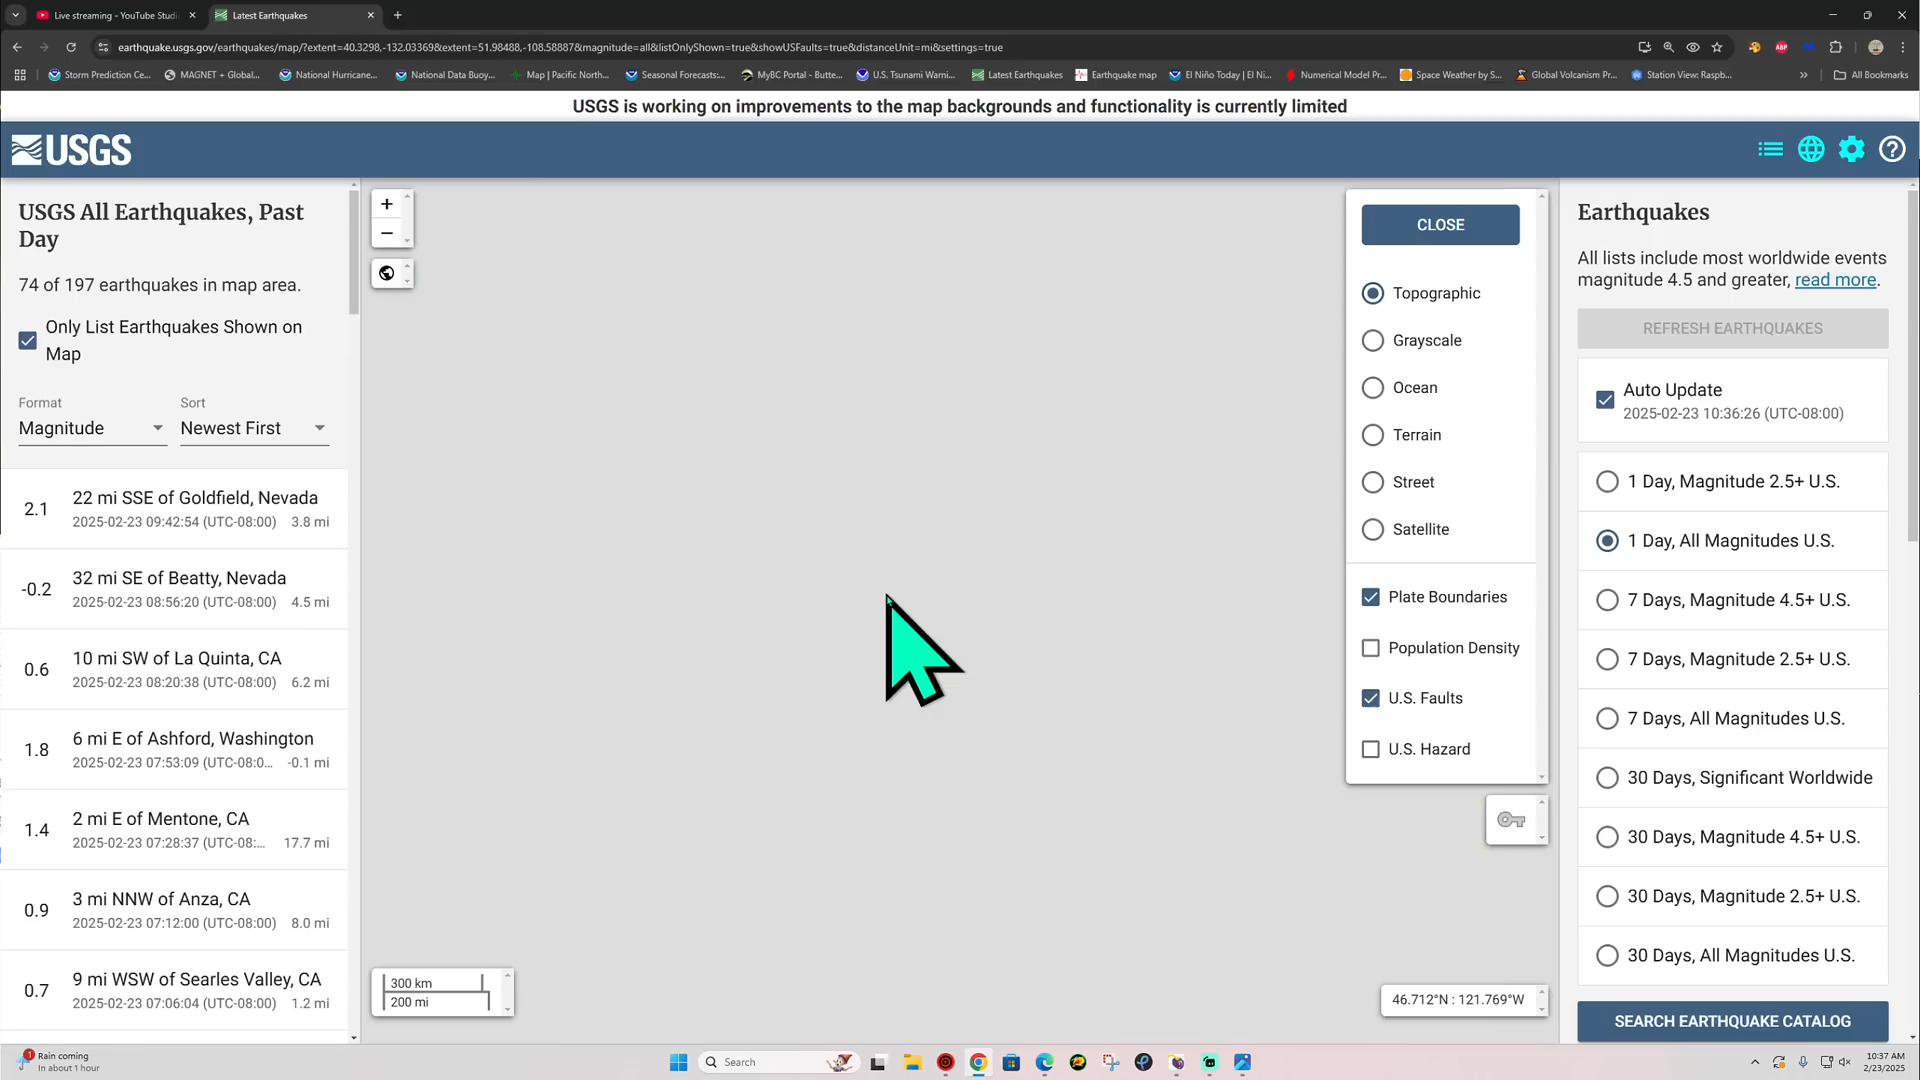 Live streaming - YouTube Studi
Latest Earthquakes
earthquake.usgs.gov/earthquakes/map/?extent=40.3298,-132.03369&extent=51.98488,-108.58887&magnitude=all&listOnlyShown=true&showUSFaults=true&distanceUnit=mi&settings=true
Storm Prediction Ce...
MAGNET + Global...
National Hurricane...
National Data Buoy...
Map | Pacific North...
Seasonal Forecasts:...
MyBC Portal - Butte...
U.S. Tsunami Warni...
Latest Earthquakes
Earthquake map
El Niño Today | El Ni...
Numerical Model Pr...
Space Weather by S...
Global Volcanism Pr...
Station View: Raspb...
All Bookmarks
USGS is working on improvements to the map backgrounds and functionality is currently limited
USGS
USGS All Earthquakes, Past
Day
74 of 197 earthquakes in map area.
Only List Earthquakes Shown on
Map
Format
Sort
Magnitude
Newest First
2.1
22 mi SSE of Goldfield, Nevada
2025-02-23 09:42:54 (UTC-08:00) 3.8 mi
-0.2
32 mi SE of Beatty, Nevada
2025-02-23 08:56:20 (UTC-08:00) 4.5 mi
0.6
10 mi SW of La Quinta, CA
2025-02-23 08:20:38 (UTC-08:00) 6.2 mi
1.8
6 mi E of Ashford, Washington
2025-02-23 07:53:09 (UTC-08:0... -0.1 mi
1.4
2 mi E of Mentone, CA
2025-02-23 07:28:37 (UTC-08:... 17.7 mi
0.9
3 mi NNW of Anza, CA
2025-02-23 07:12:00 (UTC-08:00) 8.0 mi
0.7
9 mi WSW of Searles Valley, CA
2025-02-23 07:06:04 (UTC-08:00) 1.2 mi
+
−
300 km
200 mi
CLOSE
Topographic
Grayscale
Ocean
Terrain
Street
Satellite
Plate Boundaries
Population Density
U.S. Faults
U.S. Hazard
46.712°N : 121.769°W
Earthquakes
All lists include most worldwide events
magnitude 4.5 and greater, read more.
REFRESH EARTHQUAKES
Auto Update
2025-02-23 10:36:26 (UTC-08:00)
1 Day, Magnitude 2.5+ U.S.
1 Day, All Magnitudes U.S.
7 Days, Magnitude 4.5+ U.S.
7 Days, Magnitude 2.5+ U.S.
7 Days, All Magnitudes U.S.
30 Days, Significant Worldwide
30 Days, Magnitude 4.5+ U.S.
30 Days, Magnitude 2.5+ U.S.
30 Days, All Magnitudes U.S.
SEARCH EARTHQUAKE CATALOG
1
Rain coming
In about 1 hour
Search
10:37 AM
2/23/2025